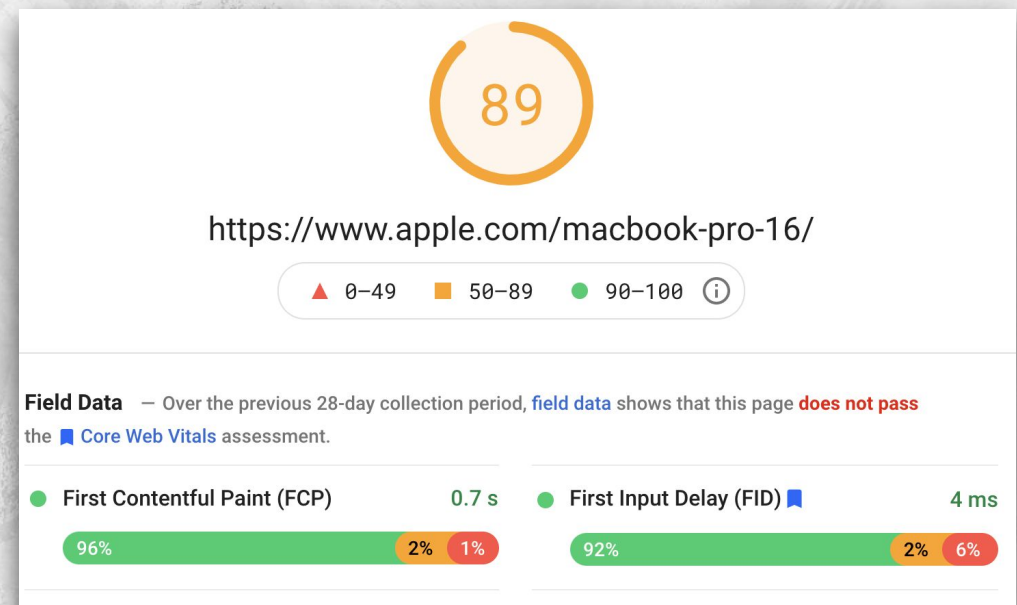 89
https://www.apple.com/macbook-pro-16/
0–49 50–89 90–100
Field Data — Over the previous 28-day collection period, field data shows that this page does not pass
the Core Web Vitals assessment.
First Contentful Paint (FCP) 0.7 s
96% 2% 1%
First Input Delay (FID) 4 ms
92% 2% 6%